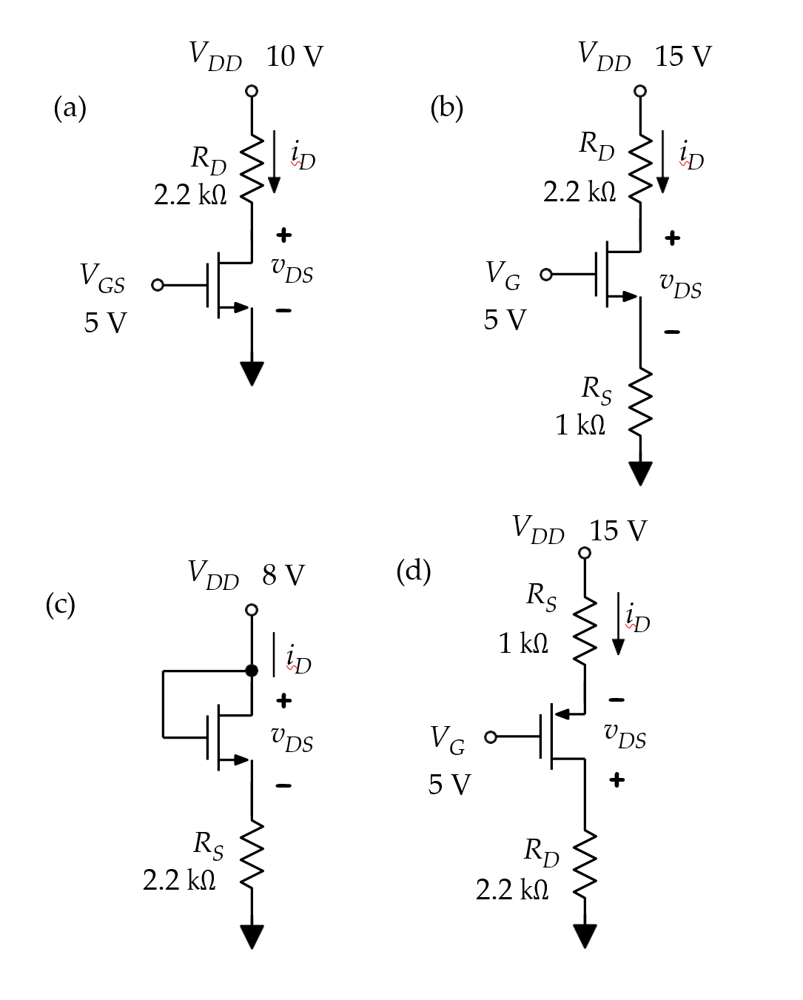 (a)
V_DD 10 V
R_D
2.2 kΩ
i_D
+
v_DS
−
V_GS
5 V
(b)
V_DD 15 V
R_D
2.2 kΩ
i_D
+
v_DS
−
V_G
5 V
R_S
1 kΩ
(c)
V_DD 8 V
i_D
+
v_DS
−
R_S
2.2 kΩ
(d)
V_DD 15 V
R_S
1 kΩ
i_D
−
v_DS
+
V_G
5 V
R_D
2.2 kΩ